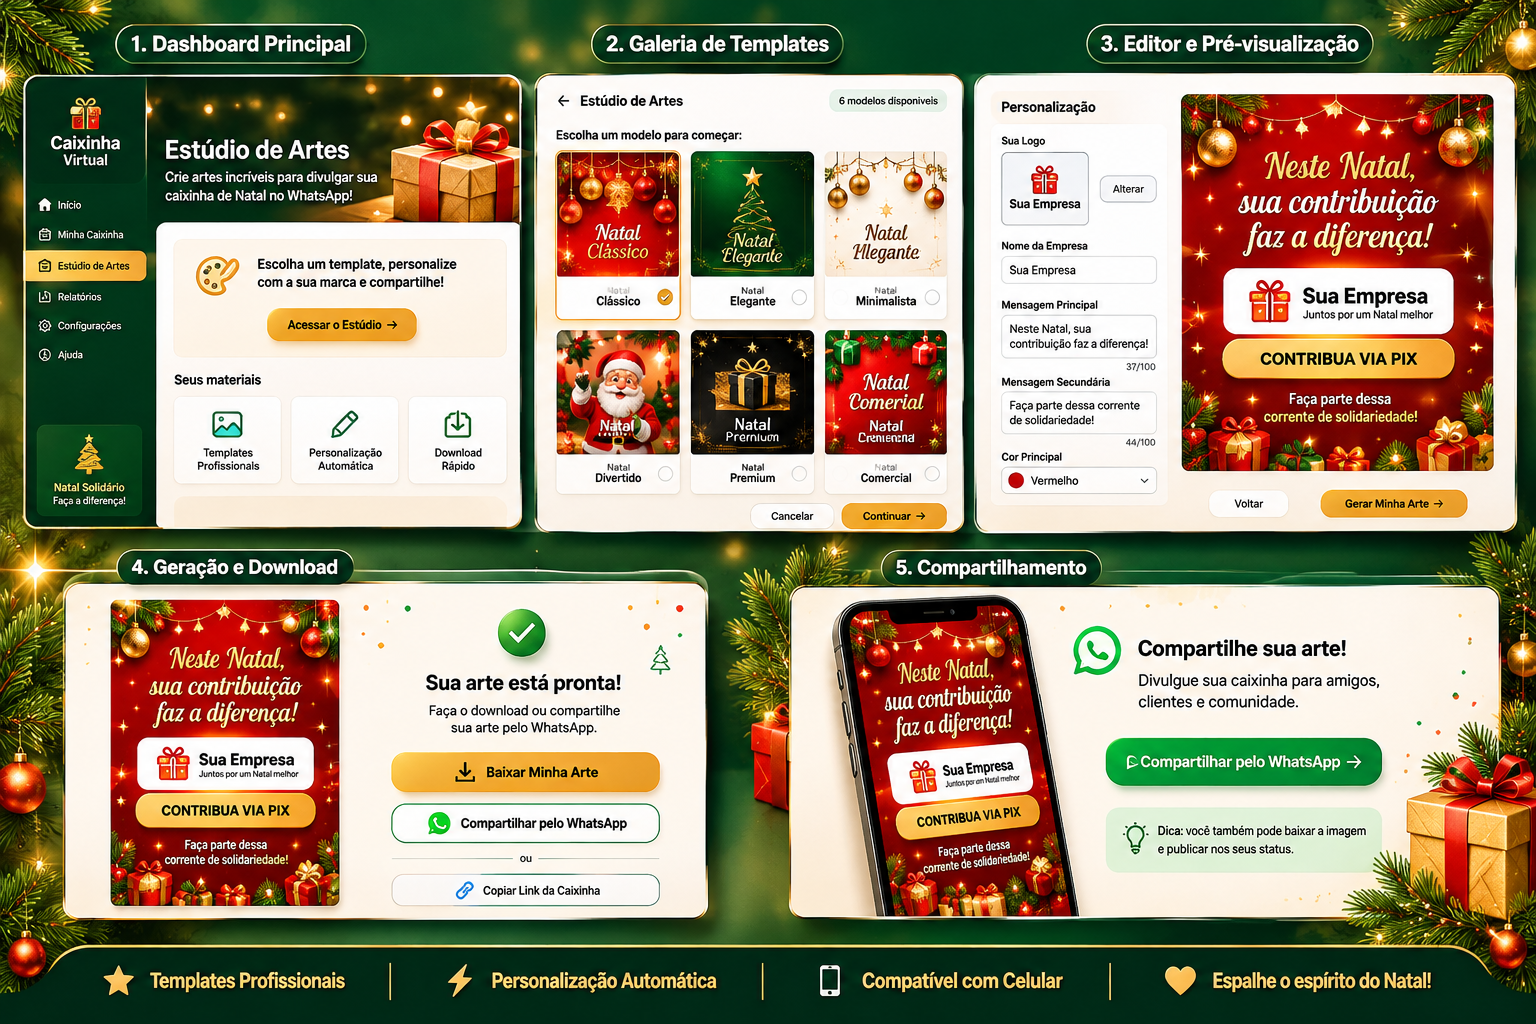 1. Dashboard Principal
Caixinha
Virtual
Início
Minha Caixinha
Estúdio de Artes
Relatórios
Configurações
Ajuda
Natal Solidário
Faça a diferença!
Estúdio de Artes
Crie artes incríveis para divulgar sua
caixinha de Natal no WhatsApp!
Escolha um template, personalize
com a sua marca e compartilhe!
Acessar o Estúdio →
Seus materiais
Templates
Profissionais
Personalização
Automática
Download
Rápido
2. Galeria de Templates
← Estúdio de Artes
6 modelos disponiveis
Escolha um modelo para começar:
Natal
Clássico
Natal
Clássico
Natal
Elegante
Natal
Elegante
Natal
Natal
Minimalista
Natal
Natal
Divertido
Natal
Premium
Natal
Premium
Natal
Comerial
Natal
Natal
Comercial
Cancelar
Continuar →
3. Editor e Pré-visualização
Personalização
Sua Logo
Sua Empresa
Alterar
Nome da Empresa
Sua Empresa
Mensagem Principal
Neste Natal, sua
contribuição faz a diferença!
37/100
Mensagem Secundária
Faça parte dessa corrente
de solidariedade!
44/100
Cor Principal
Vermelho
Neste Natal,
sua contribuição
faz a diferença!
Sua Empresa
Juntos por um Natal melhor
CONTRIBUA VIA PIX
Faça parte dessa
corrente de solidariedade!
Voltar
Gerar Minha Arte →
4. Geração e Download
Neste Natal,
sua contribuição
faz a diferença!
Sua Empresa
Juntos por um Natal melhor
CONTRIBUA VIA PIX
Faça parte dessa
corrente de solidariedade!
Sua arte está pronta!
Faça o download ou compartilhe
sua arte pelo WhatsApp.
Baixar Minha Arte
Compartilhar pelo WhatsApp
ou
Copiar Link da Caixinha
5. Compartilhamento
Neste Natal,
sua contribuição
faz a diferença!
Sua Empresa
Juntos por um Natal melhor
CONTRIBUA VIA PIX
Faça parte dessa
corrente de solidariedade!
Compartilhe sua arte!
Divulgue sua caixinha para amigos,
clientes e comunidade.
Compartilhar pelo WhatsApp →
Dica: você também pode baixar a imagem
e publicar nos seus status.
Templates Profissionais
Personalização Automática
Compatível com Celular
Espalhe o espírito do Natal!